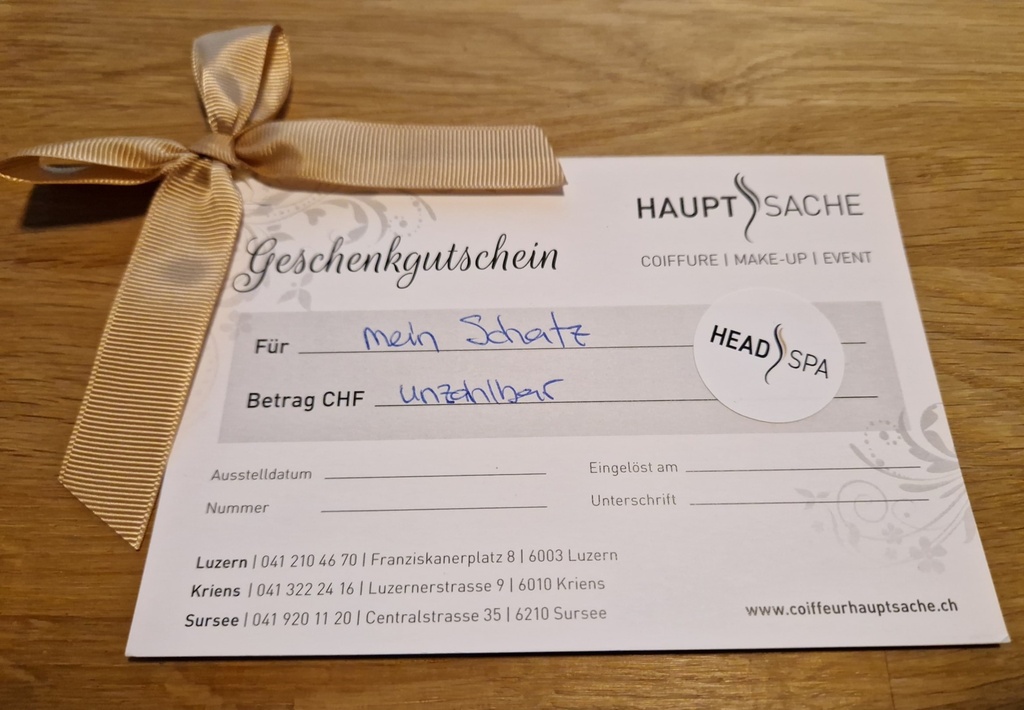 HAUPT SACHE
COIFFURE | MAKE-UP | EVENT
Geschenkgutschein
Für mein Schatz
Betrag CHF unzahlbar
HEAD SPA
Ausstelldatum
Eingelöst am
Nummer
Unterschrift
Luzern | 041 210 46 70 | Franziskanerplatz 8 | 6003 Luzern
Kriens | 041 322 24 16 | Luzernerstrasse 9 | 6010 Kriens
Sursee | 041 920 11 20 | Centralstrasse 35 | 6210 Sursee
www.coiffeurhauptsache.ch